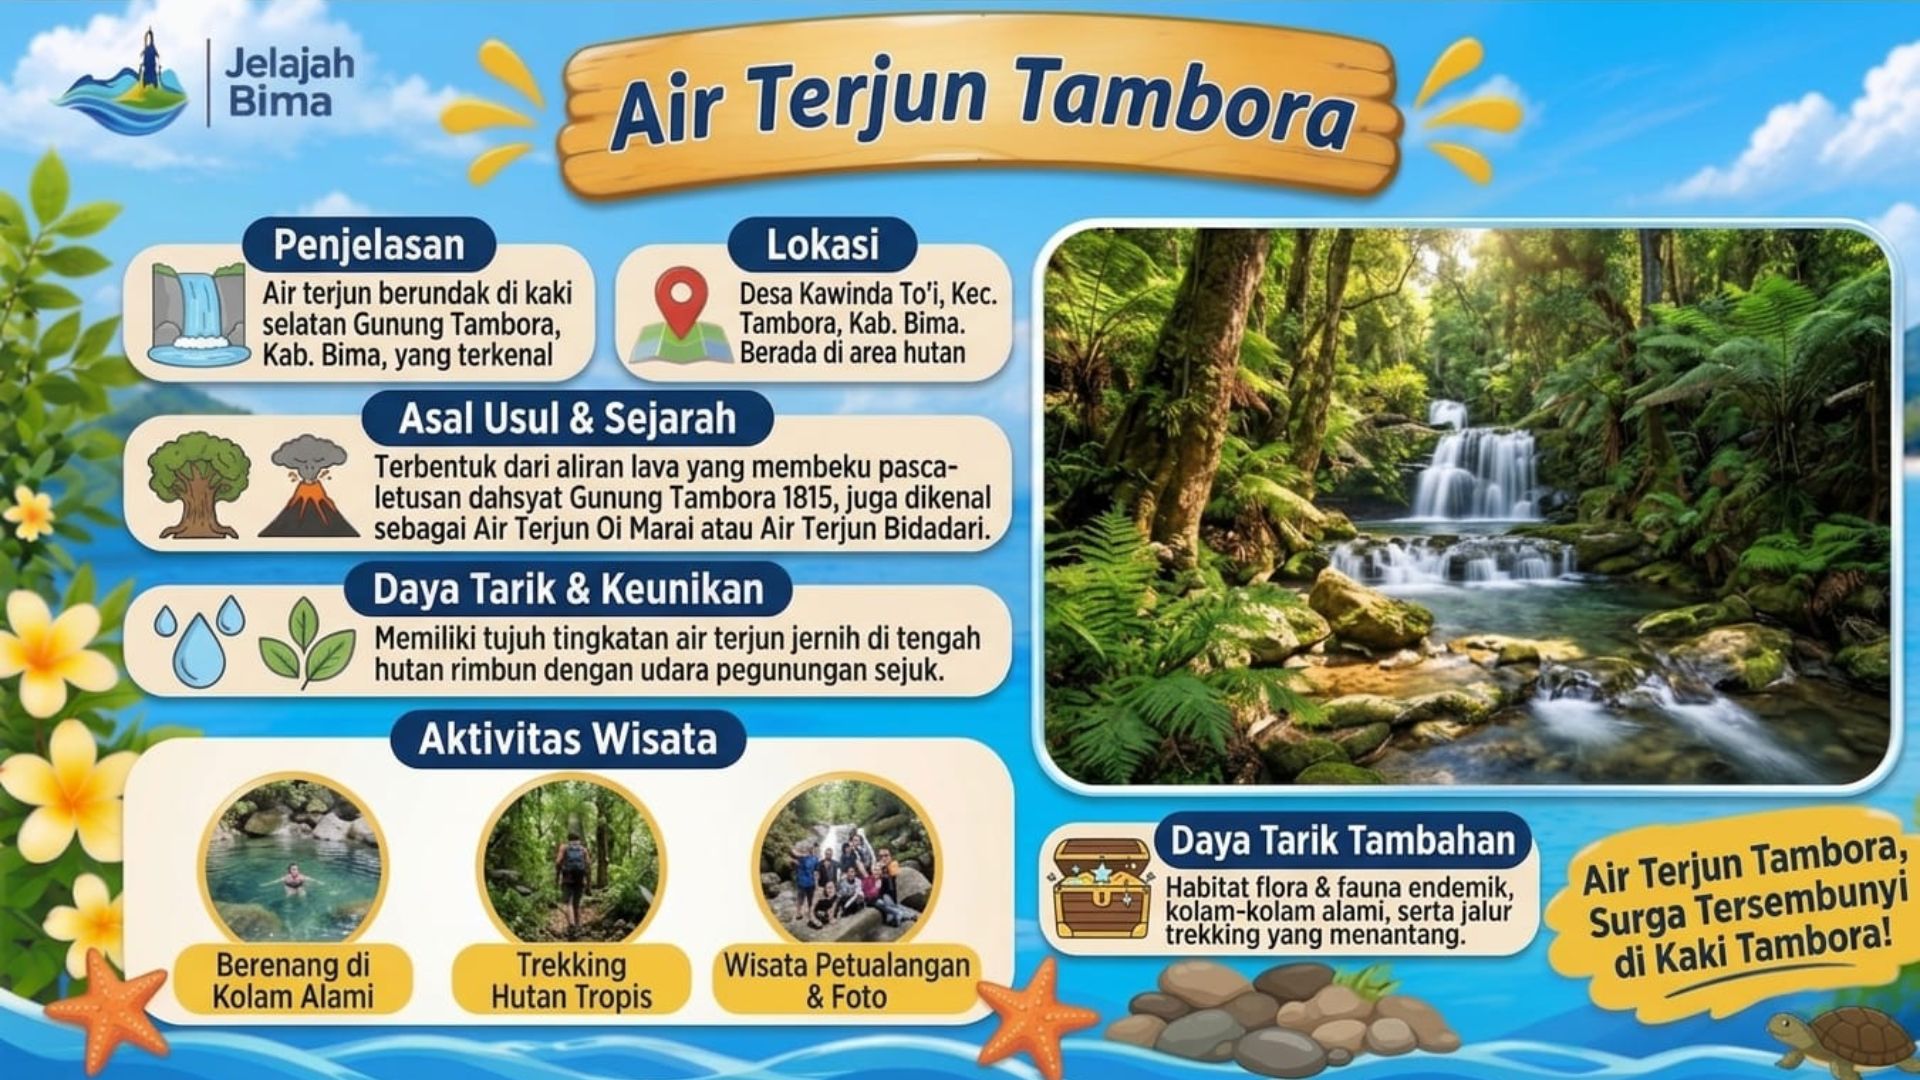 Jelajah
Bima
Air Terjun Tambora
Penjelasan
Air terjun berundak di kaki
selatan Gunung Tambora,
Kab. Bima, yang terkenal
Lokasi
Desa Kawinda To'i, Kec.
Tambora, Kab. Bima.
Berada di area hutan
Asal Usul & Sejarah
Terbentuk dari aliran lava yang membeku pasca-
letusan dahsyat Gunung Tambora 1815, juga dikenal
sebagai Air Terjun Oi Marai atau Air Terjun Bidadari.
Daya Tarik & Keunikan
Memiliki tujuh tingkatan air terjun jernih di tengah
hutan rimbun dengan udara pegunungan sejuk.
Aktivitas Wisata
Berenang di
Kolam Alami
Trekking
Hutan Tropis
Wisata Petualangan
& Foto
Daya Tarik Tambahan
Habitat flora & fauna endemik,
kolam-kolam alami, serta jalur
trekking yang menantang.
Air Terjun Tambora,
Surga Tersembunyi
di Kaki Tambora!